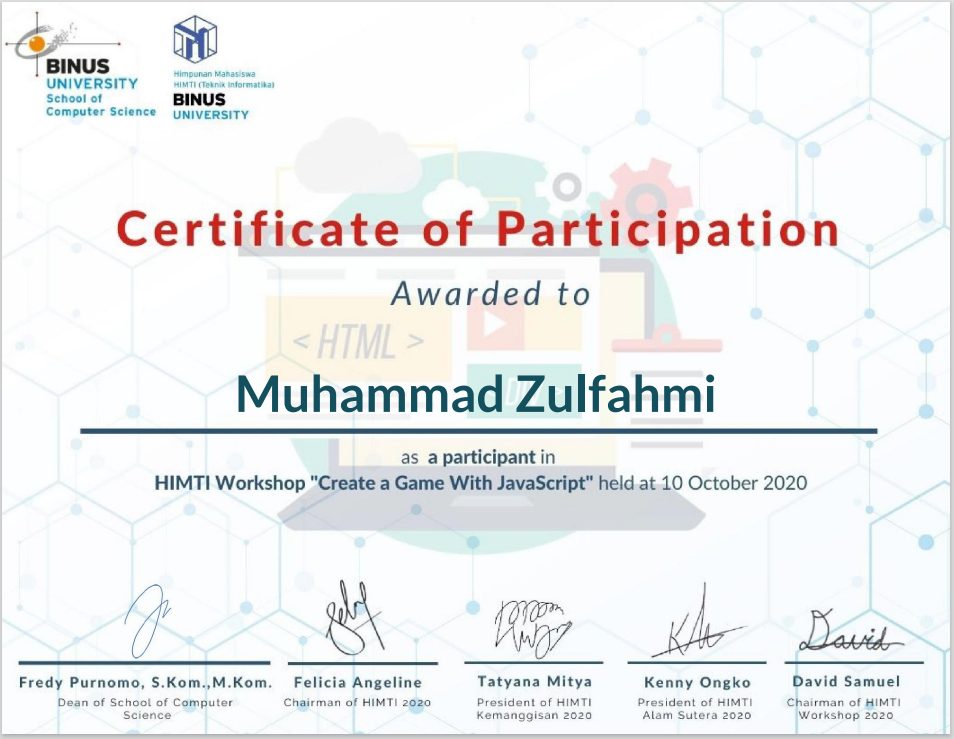 BINUS
UNIVERSITY
School of
Computer Science
Himpunan Mahasiswa
HIMTI (Teknik Informatika)
BINUS
UNIVERSITY
Certificate of Participation
Awarded to
< HTML >
Muhammad Zulfahmi
as a participant in
HIMTI Workshop "Create a Game With JavaScript" held at 10 October 2020
David
Fredy Purnomo, S.Kom.,M.Kom.
Dean of School of Computer
Science
Felicia Angeline
Chairman of HIMTI 2020
Tatyana Mitya
President of HIMTI
Kemanggisan 2020
Kenny Ongko
President of HIMTI
Alam Sutera 2020
David Samuel
Chairman of HIMTI
Workshop 2020